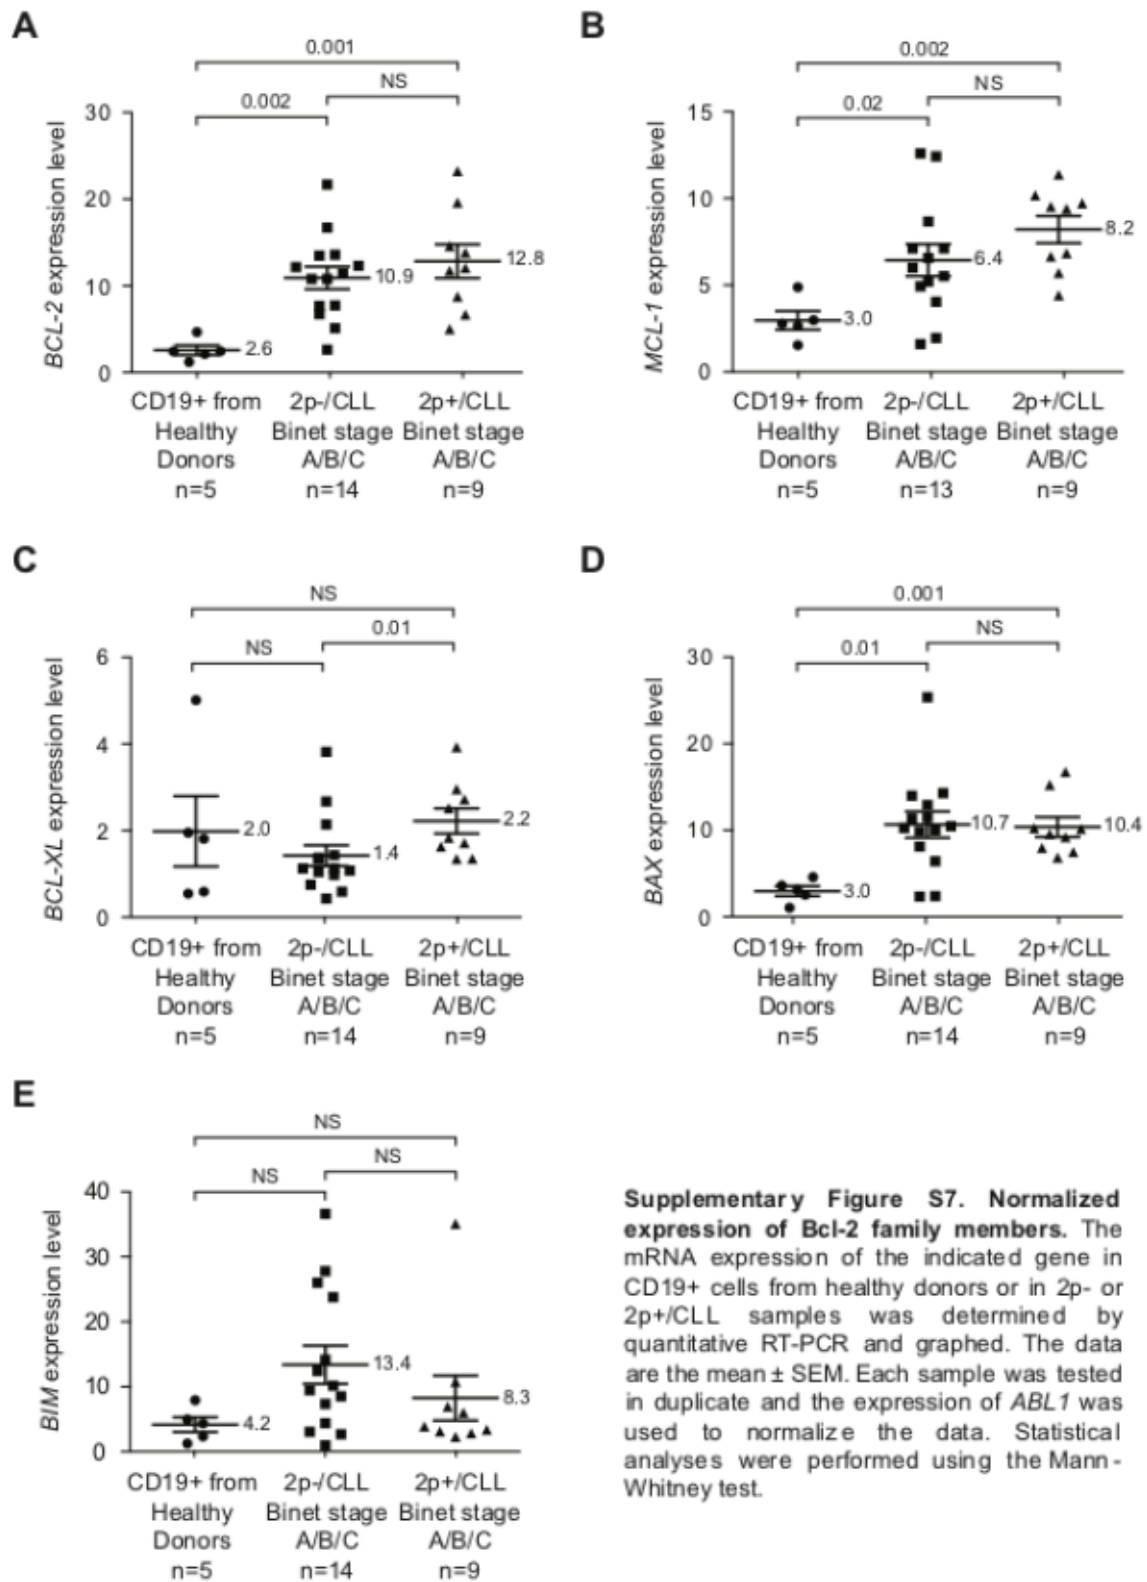 A
0.001
NS
0.002
30
20
10
0
BCL-2 expression level
2.6
10.9
12.8
CD19+ from 2p-/CLL 2p+/CLL
Healthy Binet stage Binet stage
Donors A/B/C A/B/C
n=5 n=14 n=9
B
0.002
NS
0.02
15
10
5
0
MCL-1 expression level
3.0
6.4
8.2
CD19+ from 2p-/CLL 2p+/CLL
Healthy Binet stage Binet stage
Donors A/B/C A/B/C
n=5 n=13 n=9
C
NS
0.01
NS
6
4
2
0
BCL-XL expression level
2.0
1.4
2.2
CD19+ from 2p-/CLL 2p+/CLL
Healthy Binet stage Binet stage
Donors A/B/C A/B/C
n=5 n=14 n=9
D
0.001
NS
0.01
30
20
10
0
BAX expression level
3.0
10.7
10.4
CD19+ from 2p-/CLL 2p+/CLL
Healthy Binet stage Binet stage
Donors A/B/C A/B/C
n=5 n=14 n=9
E
NS
NS
NS
40
30
20
10
0
BIM expression level
4.2
13.4
8.3
CD19+ from 2p-/CLL 2p+/CLL
Healthy Binet stage Binet stage
Donors A/B/C A/B/C
n=5 n=14 n=9
Supplementary Figure S7. Normalized
expression of Bcl-2 family members. The
mRNA expression of the indicated gene in
CD19+ cells from healthy donors or in 2p- or
2p+/CLL samples was determined by
quantitative RT-PCR and graphed. The data
are the mean ± SEM. Each sample was tested
in duplicate and the expression of ABL1 was
used to normalize the data. Statistical
analyses were performed using the Mann-
Whitney test.